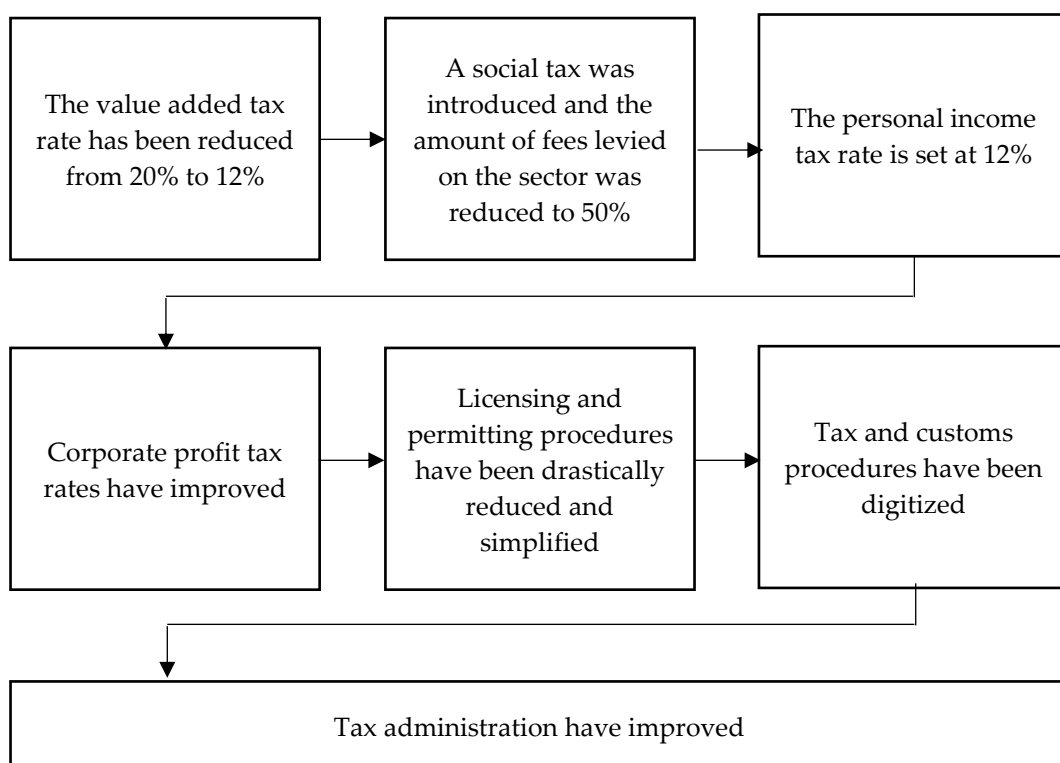 The value added tax
rate has been reduced
from 20% to 12%
A social tax was
introduced and the
amount of fees levied
on the sector was
reduced to 50%
The personal income
tax rate is set at 12%
Corporate profit tax
rates have improved
Licensing and
permitting procedures
have been drastically
reduced and
simplified
Tax and customs
procedures have been
digitized
Tax administration have improved